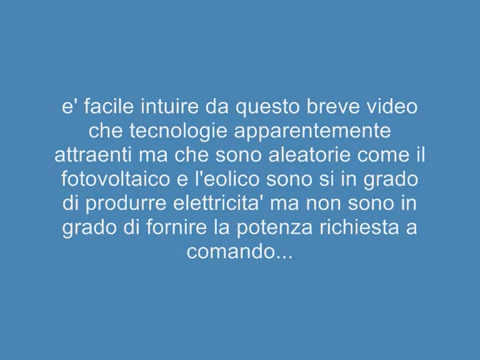 e' facile intuire da questo breve video
che tecnologie apparentemente
attraenti ma che sono aleatorie come il
fotovoltaico e l'eolico sono si in grado
di produrre elettricita' ma non sono in
grado di fornire la potenza richiesta a
comando...